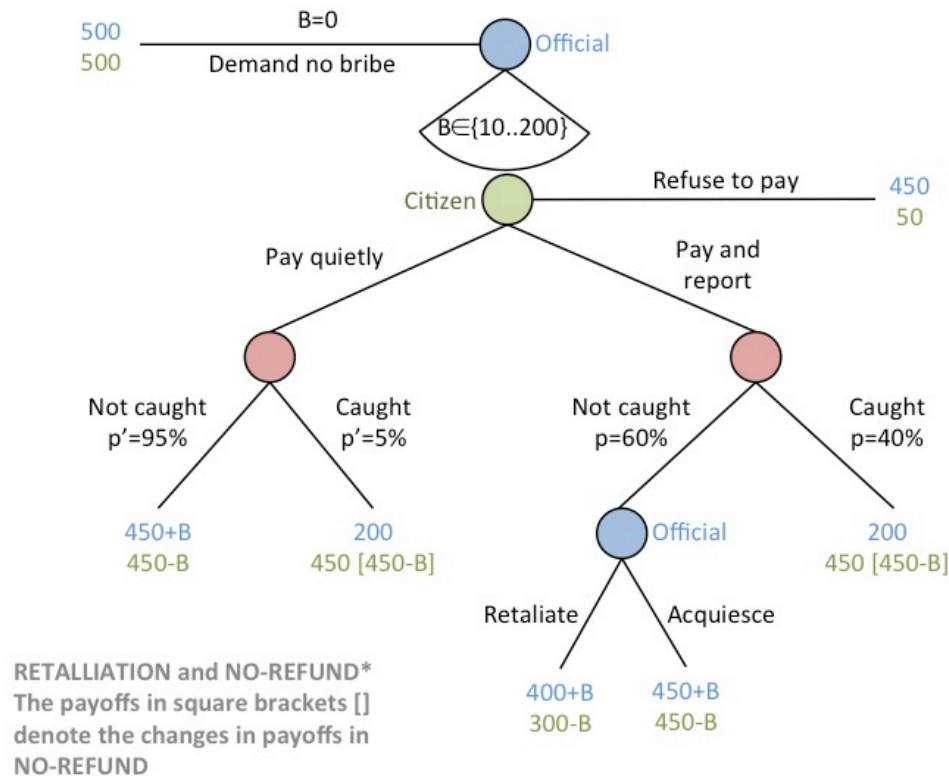 B=0
500
500
Demand no bribe
Official
B∈{10..200}
Citizen
Refuse to pay
450
50
Pay quietly
Pay and
report
Not caught
p'=95%
Caught
p'=5%
Not caught
p=60%
Caught
p=40%
450+B
450-B
200
450 [450-B]
Official
200
450 [450-B]
Retaliate
Acquiesce
400+B
300-B
450+B
450-B
RETALLIATION and NO-REFUND*
The payoffs in square brackets []
denote the changes in payoffs in
NO-REFUND